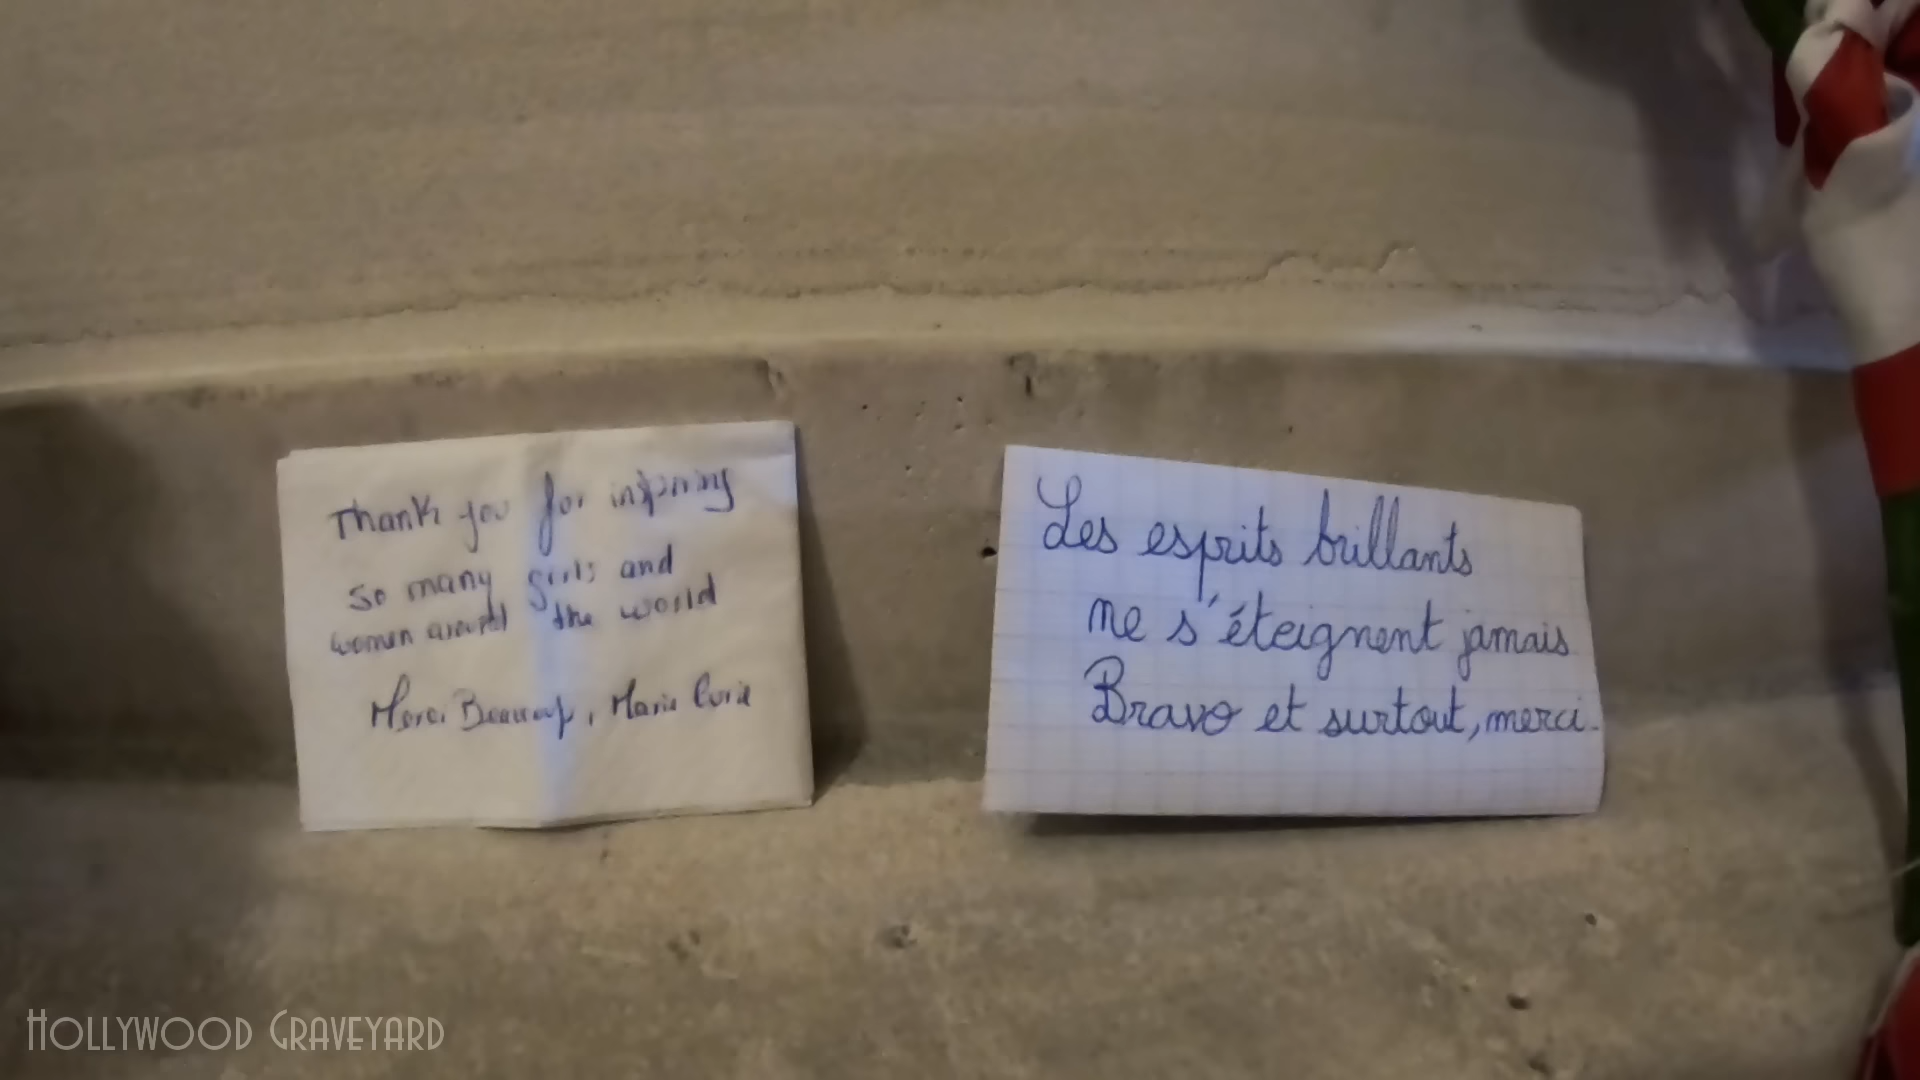 Thank you for inspiring
so many girls and
women around the world
Merci Beaucoup, Marie Curie
Les esprits brillants
ne s'éteignent jamais
Bravo et surtout, merci.
HOLLYWOOD GRAVEYARD